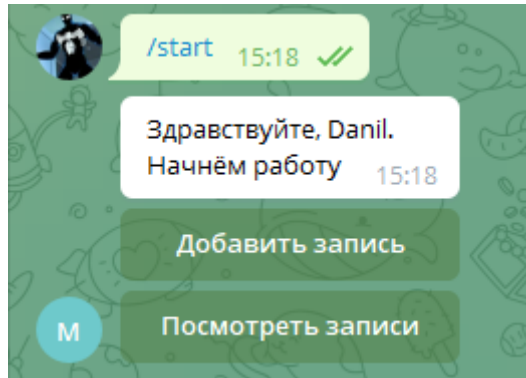 /start 15:18
Здравствуйте, Danil.
Начнём работу 15:18
Добавить запись
М
Посмотреть записи